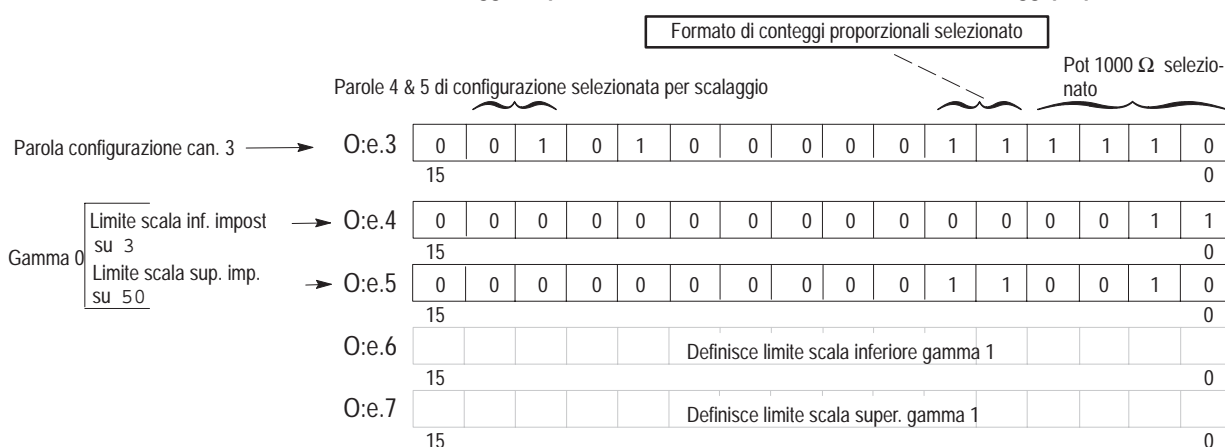 Formato di conteggi proporzionali selezionato
Pot 1000 Ω selezio-
nato
Parole 4 & 5 di configurazione selezionata per scalaggio
Parola configurazione can. 3 O:e.3 0 0 1 0 1 0 0 0 0 0 1 1 1 1 1 0
15 0
Gamma 0
Limite scala inf. impost
su 3
O:e.4 0 0 0 0 0 0 0 0 0 0 0 0 0 0 1 1
15 0
Limite scala sup. imp.
su 50
O:e.5 0 0 0 0 0 0 0 0 0 0 1 1 0 0 1 0
15 0
O:e.6 Definisce limite scala inferiore gamma 1
15 0
O:e.7 Definisce limite scala super. gamma 1
15 0